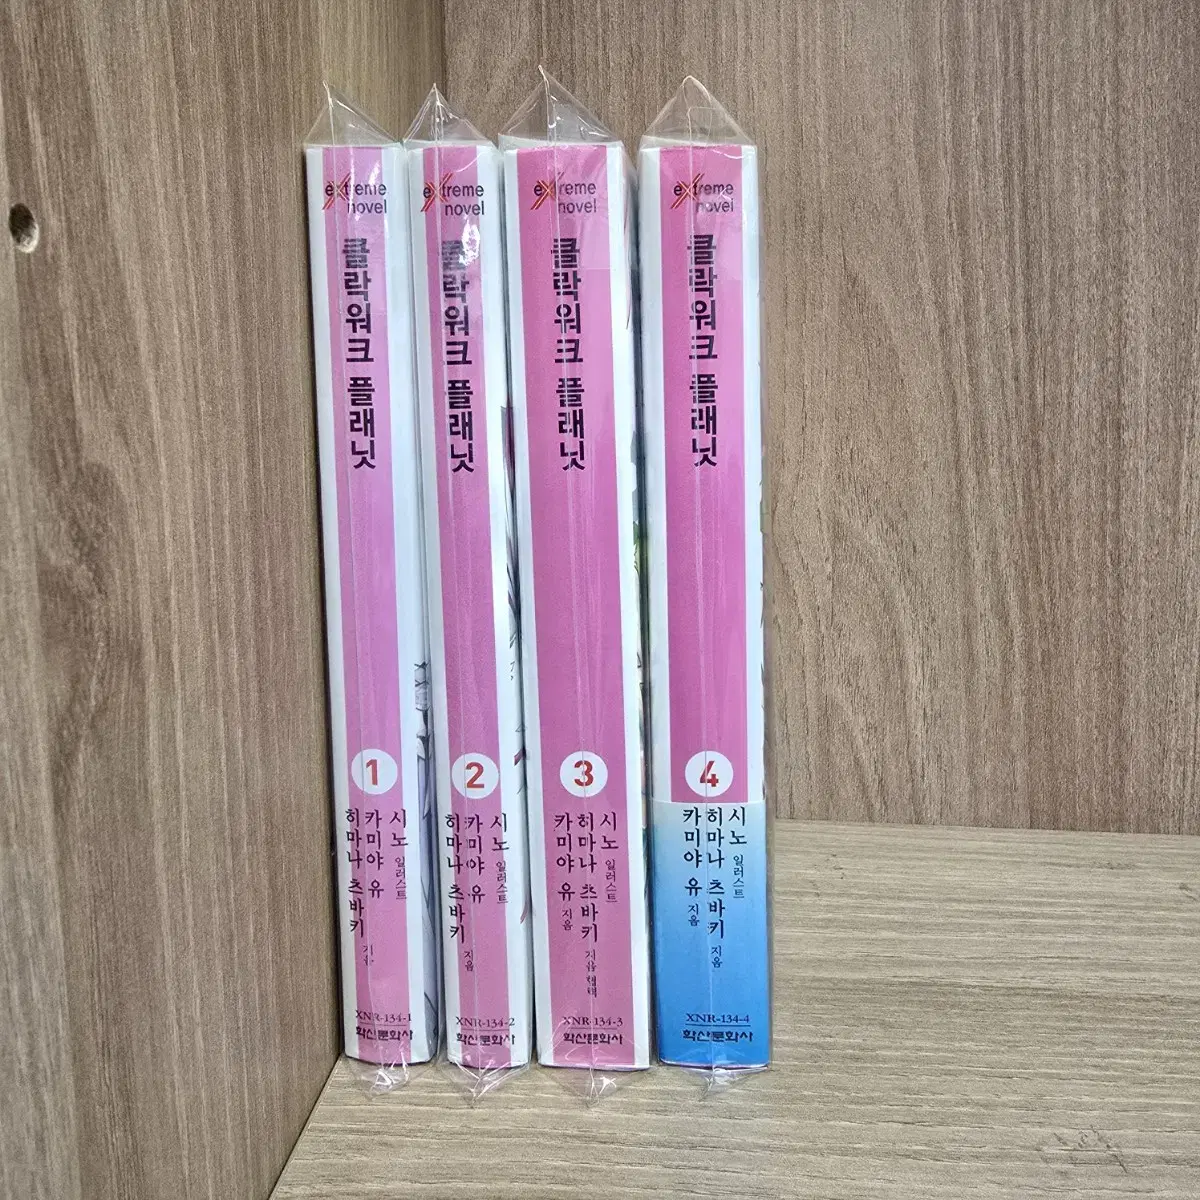 extreme
novel
클락워크 플래닛
1
시노 일러스트
카미야 유
히마나 츠바키 지음
XNR-134-1
학산문화사
extreme
novel
클락워크 플래닛
2
시노 일러스트
카미야 유
히마나 츠바키 지음
XNR-134-2
학산문화사
extreme
novel
클락워크 플래닛
3
시노 일러스트
히마나 츠바키 지음
카미야 유 지음
XNR-134-3
학산문화사
extreme
novel
클락워크 플래닛
4
시노 일러스트
히마나 츠바키 지음
카미야 유 지음
XNR-134-4
학산문화사